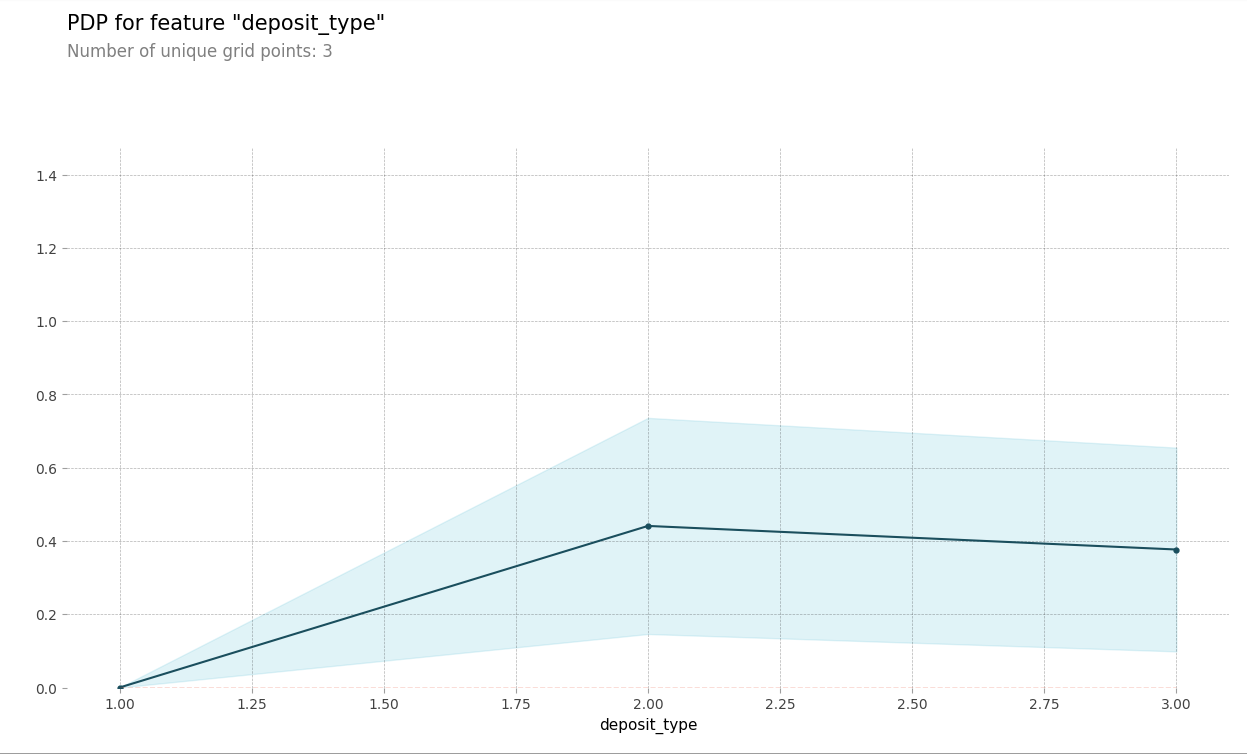 PDP for feature "deposit_type"
Number of unique grid points: 3
1.4
1.2
1.0
0.8
0.6
0.4
0.2
0.0
1.00 1.25 1.50 1.75 2.00 2.25 2.50 2.75 3.00
deposit_type